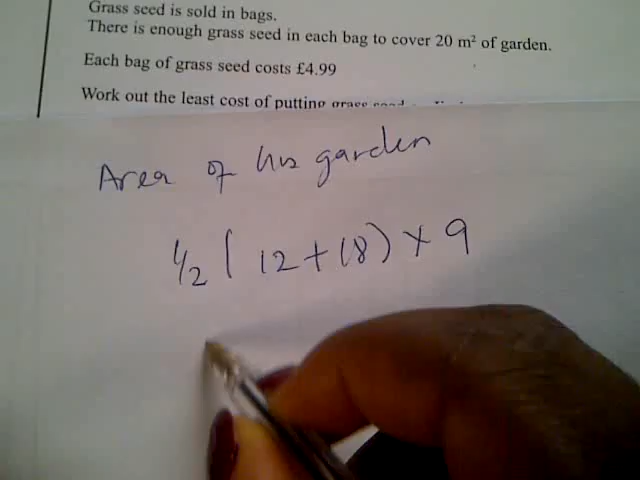 Grass seed is sold in bags.
There is enough grass seed in each bag to cover 20 m² of garden.
Each bag of grass seed costs £4.99
Work out the least cost of putting grass seed
Area of his garden
1/2 ( 12 + 18 ) × 9